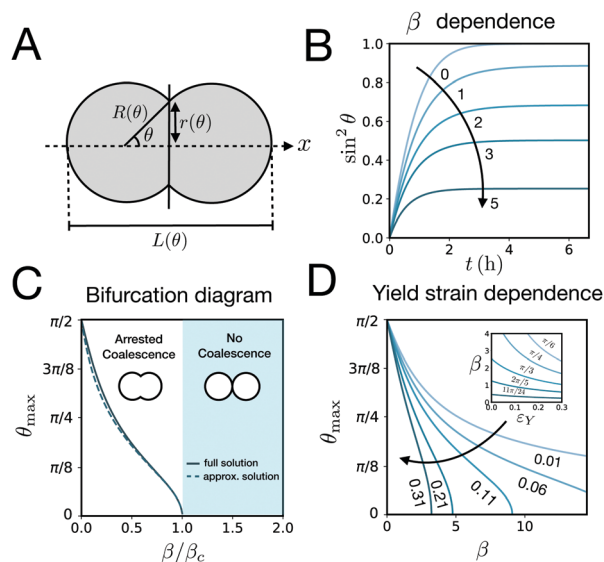 A
R(θ)
θ
r(θ)
x
L(θ)
B
β dependence
sin² θ
1.0
0.8
0.6
0.4
0.2
0.0
0
1
2
3
5
0
2
4
6
t (h)
C
Bifurcation diagram
θmax
π/2
3π/8
π/4
π/8
0
Arrested
Coalescence
No
Coalescence
full solution
approx. solution
0.0
0.5
1.0
1.5
2.0
β/βc
D
Yield strain dependence
θmax
π/2
3π/8
π/4
π/8
0
β
4
3
2
1
0
π/6
π/4
π/3
2π/5
11π/24
0.0
0.1
0.2
0.3
εY
0.01
0.06
0.11
0.21
0.31
0
5
10
β